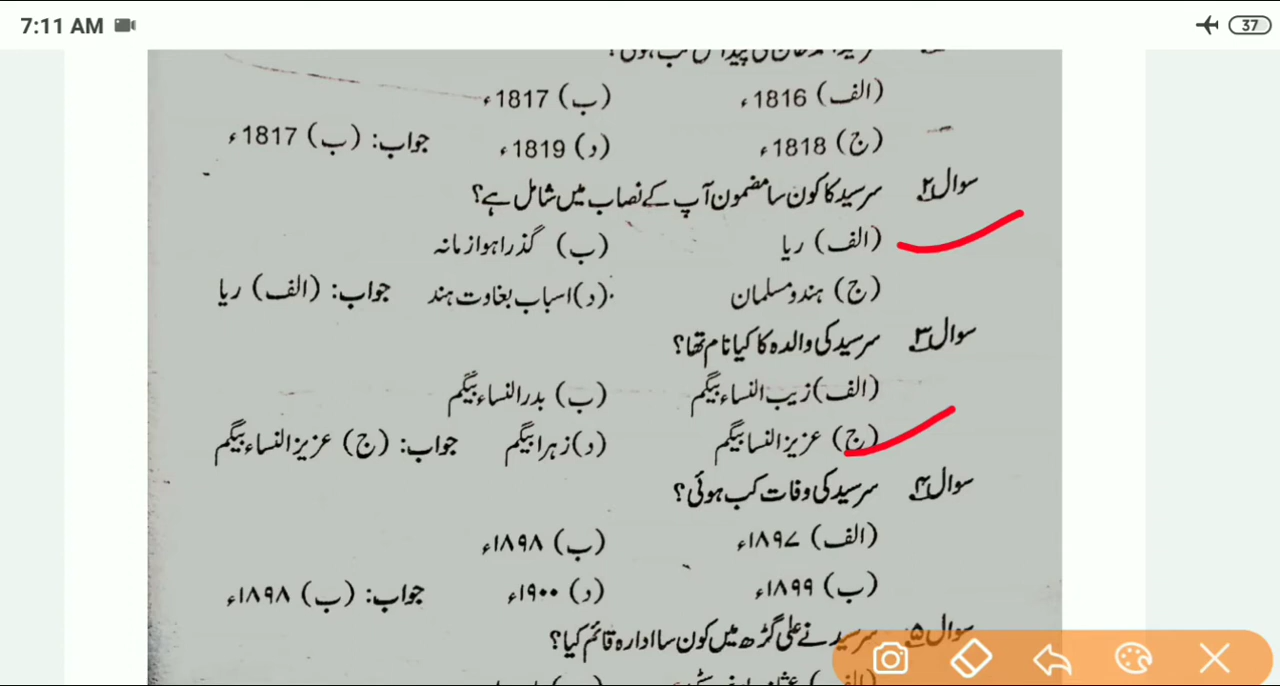 7:11 AM
37
(الف) 1816ء (ب) 1817ء
(ج) 1818ء (د) 1819ء جواب: (ب) 1817ء
سوال۲ سرسید کا کون سا مضمون آپ کے نصاب میں شامل ہے؟
(الف) ریا (ب) گذرا ہوا زمانہ
(ج) ہندو مسلمان (د) اسباب بغاوت ہند جواب: (الف) ریا
سوال۳ سرسید کی والدہ کا کیا نام تھا؟
(الف) زیب النساء بیگم (ب) بدر النساء بیگم
(ج) عزیز النسا بیگم (د) زہرا بیگم جواب: (ج) عزیز النساء بیگم
سوال۴ سرسید کی وفات کب ہوئی؟
(الف) ۱۸۹۷ء (ب) ۱۸۹۸ء
(ب) ۱۸۹۹ء (د) ۱۹۰۰ء جواب: (ب) ۱۸۹۸ء
سوال۵ سرسید نے علی گڑھ میں کون سا ادارہ قائم کیا؟